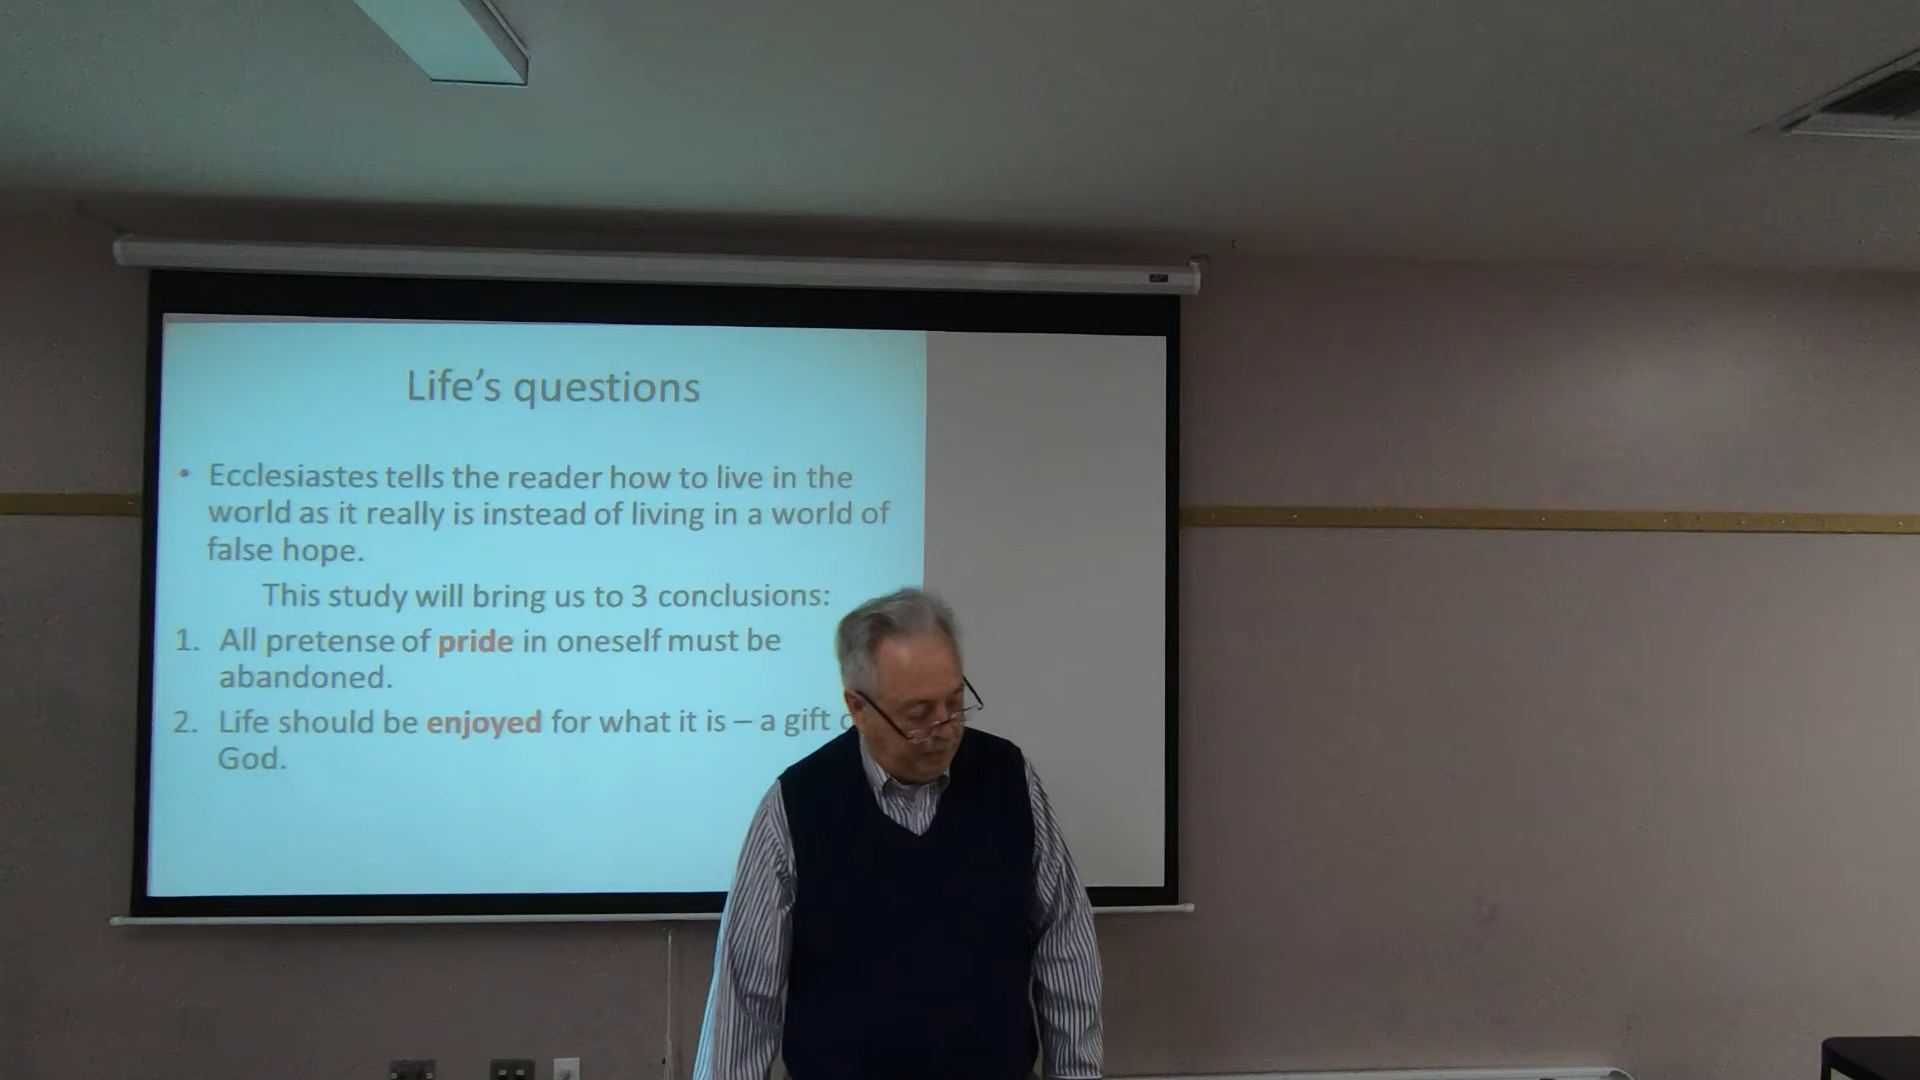 Life's questions
• Ecclesiastes tells the reader how to live in the
world as it really is instead of living in a world of
false hope.
This study will bring us to 3 conclusions:
1. All pretense of pride in oneself must be
abandoned.
2. Life should be enjoyed for what it is – a gift
God.